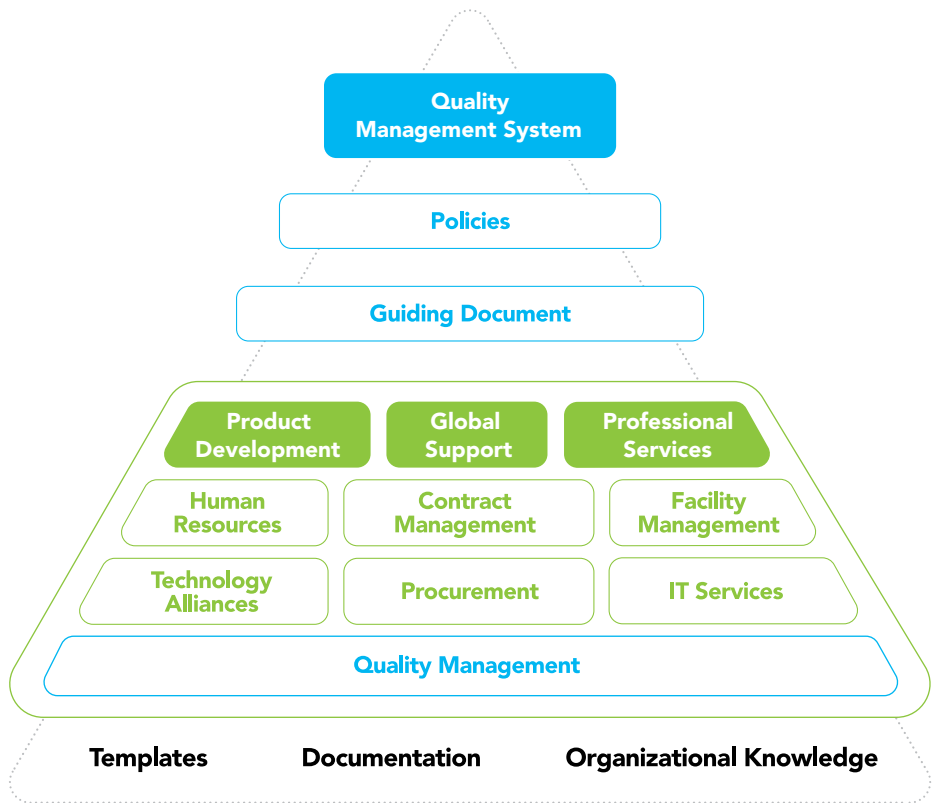 Quality
Management System
Policies
Guiding Document
Product
Development
Global
Support
Professional
Services
Human
Resources
Contract
Management
Facility
Management
Technology
Alliances
Procurement
IT Services
Quality Management
Templates
Documentation
Organizational Knowledge